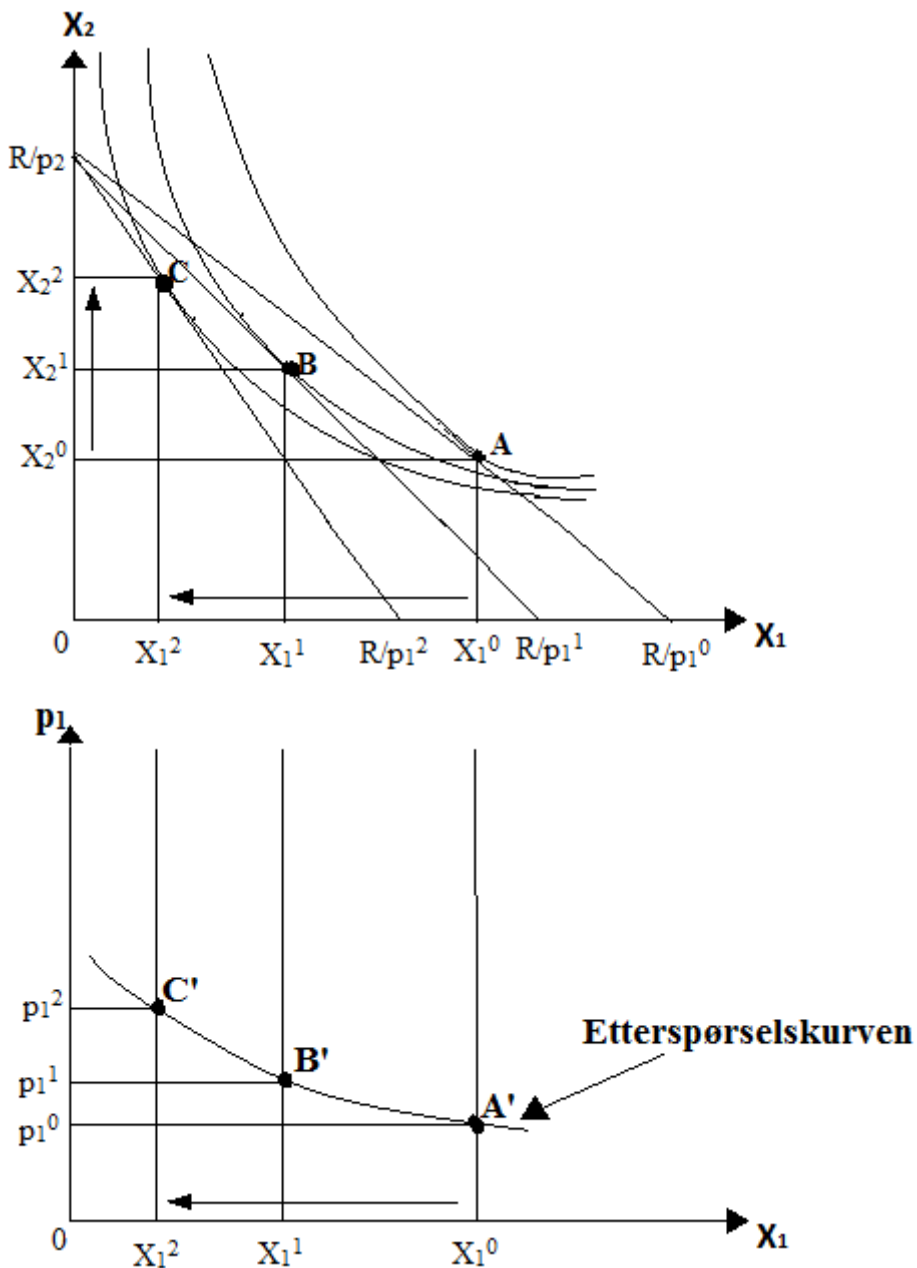 X₂
R/p₂
X₂²
C
X₂¹
B
X₂⁰
A
0
X₁²
X₁¹
R/p₁²
X₁⁰
R/p₁¹
R/p₁⁰
X₁
p₁
p₁²
C'
Etterspørselskurven
p₁¹
B'
p₁⁰
A'
0
X₁²
X₁¹
X₁⁰
X₁